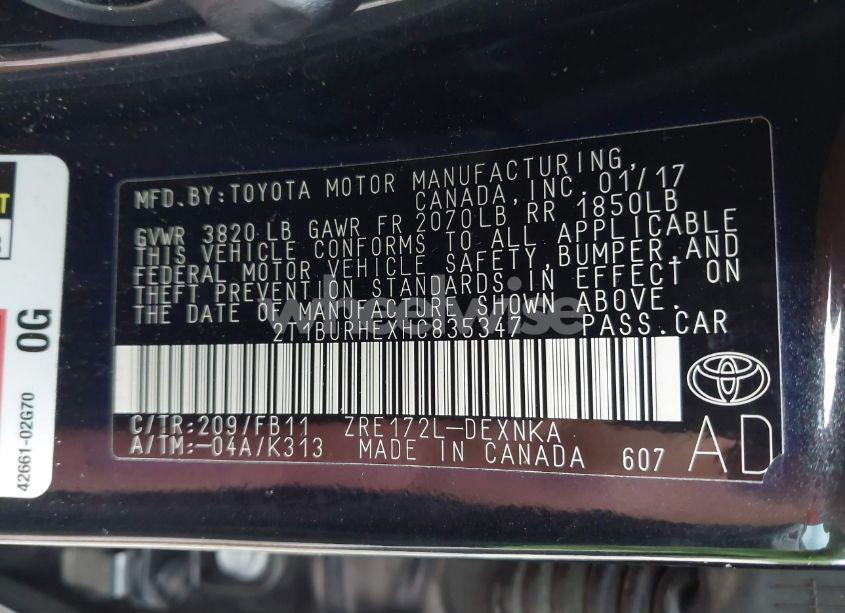 MFD.BY:TOYOTA MOTOR MANUFACTURING,
CANADA,INC.01/17
GVWR 3820 LB GAWR FR 2070LB RR 1850LB
THIS VEHICLE CONFORMS TO ALL APPLICABLE
FEDERAL MOTOR VEHICLE SAFETY,BUMPER,AND
THEFT PREVENTION STANDARDS IN EFFECT ON
THE DATE OF MANUFACTURE SHOWN ABOVE.
2T1BURHEXHC835347 PASS.CAR
C/TR:209/FB11 ZRE172L-DEXNKA
A/TM:-04A/K313 MADE IN CANADA 607 AD
0G
42661-02G70
wheelwise